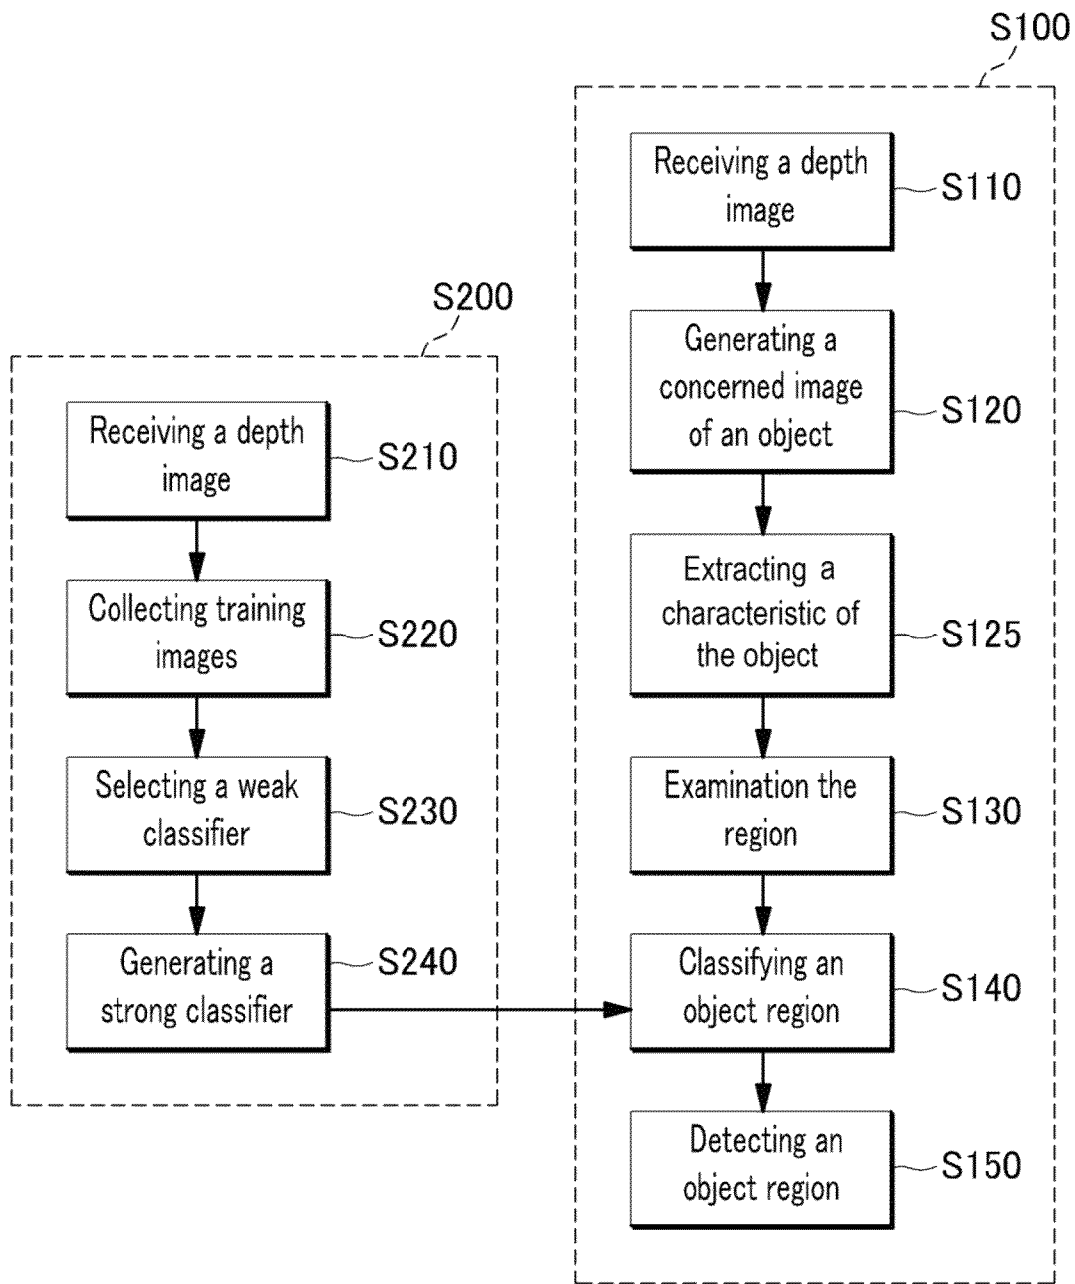 S100
Receiving a depth
image
S110
Generating a
concerned image
of an object
S120
Extracting a
characteristic of
the object
S125
Examination the
region
S130
Classifying an
object region
S140
Detecting an
object region
S150
S200
Receiving a depth
image
S210
Collecting training
images
S220
Selecting a weak
classifier
S230
Generating a
strong classifier
S240